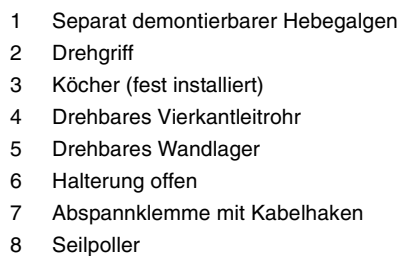 1 Separat demontierbarer Hebegalgen
2 Drehgriff
3 Köcher (fest installiert)
4 Drehbares Vierkantleitrohr
5 Drehbares Wandlager
6 Halterung offen
7 Abspannklemme mit Kabelhaken
8 Seilpoller